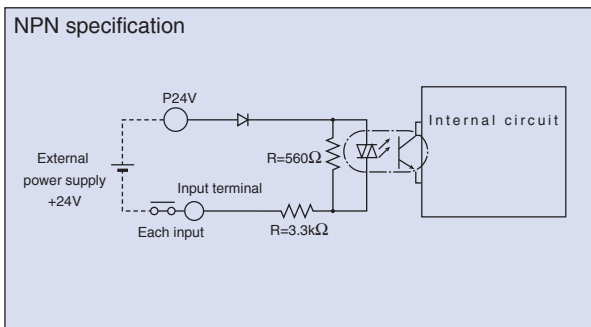 NPN specification
P24V
Internal circuit
External
power supply
+24V
R=560Ω
Input terminal
Each input
R=3.3kΩ